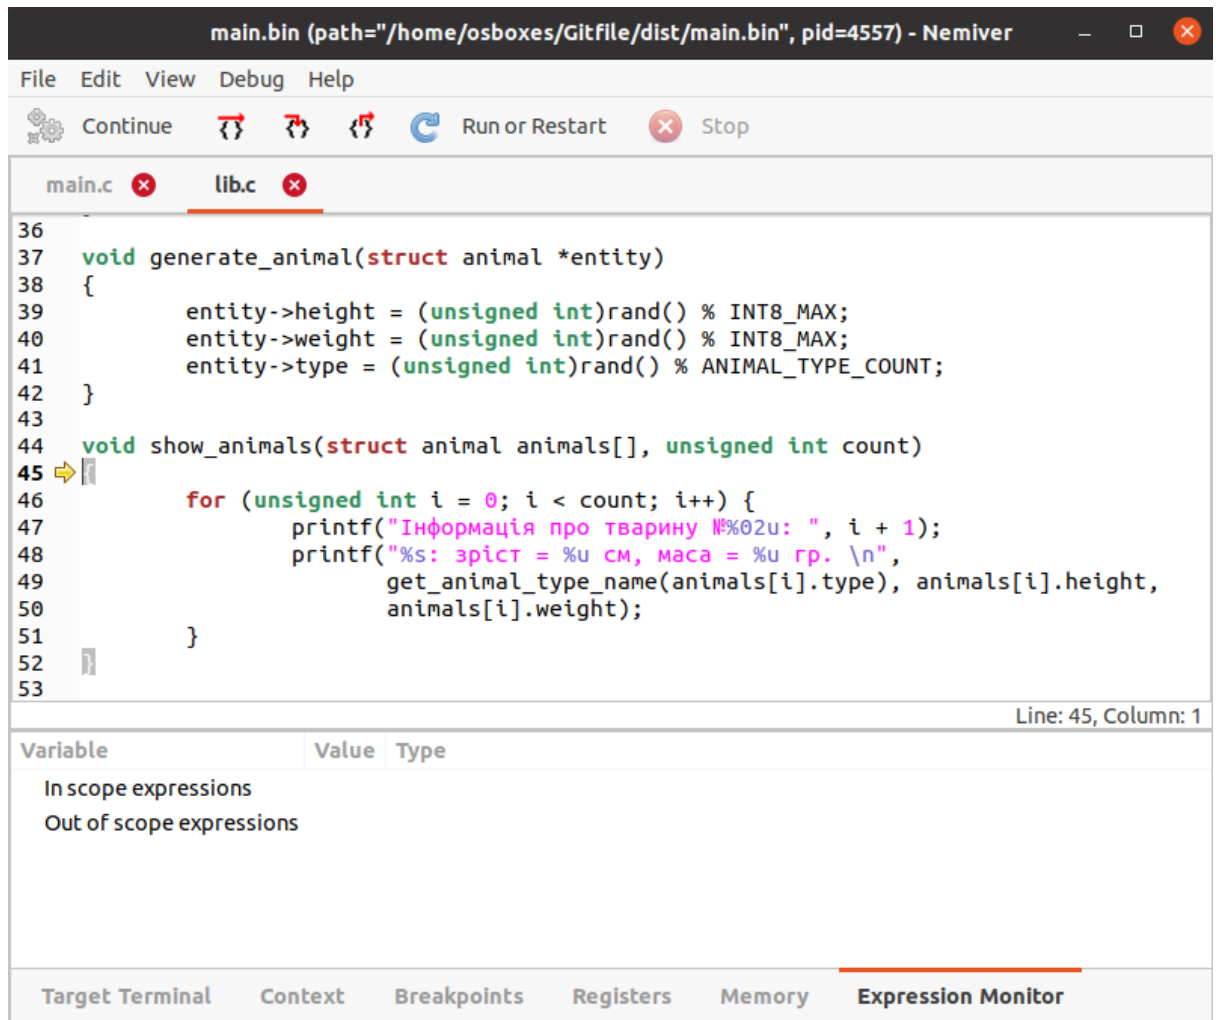 main.bin (path="/home/osboxes/Gitfile/dist/main.bin", pid=4557) - Nemiver
File Edit View Debug Help
Continue Run or Restart Stop
main.c lib.c
36
37 void generate_animal(struct animal *entity)
38 {
39 entity->height = (unsigned int)rand() % INT8_MAX;
40 entity->weight = (unsigned int)rand() % INT8_MAX;
41 entity->type = (unsigned int)rand() % ANIMAL_TYPE_COUNT;
42 }
43
44 void show_animals(struct animal animals[], unsigned int count)
45 {
46 for (unsigned int i = 0; i < count; i++) {
47 printf("Інформація про тварину №%02u: ", i + 1);
48 printf("%s: зріст = %u см, маса = %u гр. \n",
49 get_animal_type_name(animals[i].type), animals[i].height,
50 animals[i].weight);
51 }
52 }
53
Line: 45, Column: 1
Variable Value Type
In scope expressions
Out of scope expressions
Target Terminal Context Breakpoints Registers Memory Expression Monitor